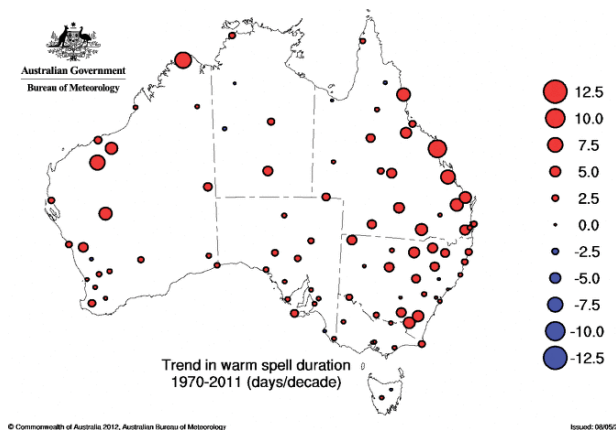 Australian Government
Bureau of Meteorology
12.5
10.0
7.5
5.0
2.5
0.0
-2.5
-5.0
-7.5
-10.0
-12.5
Trend in warm spell duration
1970-2011 (days/decade)
© Commonwealth of Australia 2012, Australian Bureau of Meteorology
Issued: